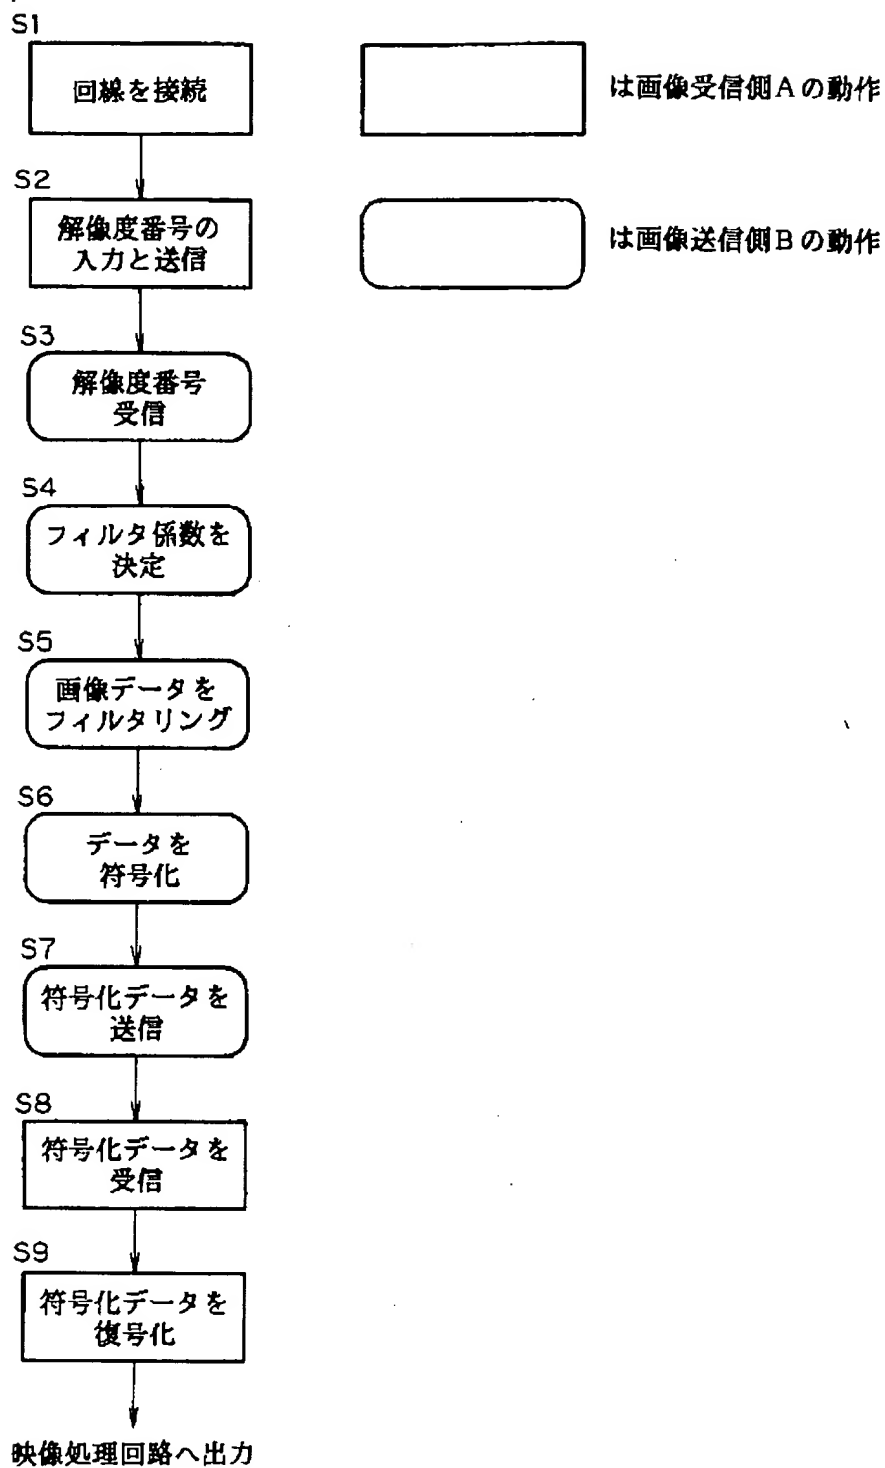 S1
回線を接続
は画像受信側Aの動作
S2
解像度番号の
入力と送信
は画像送信側Bの動作
S3
解像度番号
受信
S4
フィルタ係数を
決定
S5
画像データを
フィルタリング
S6
データを
符号化
S7
符号化データを
送信
S8
符号化データを
受信
S9
符号化データを
復号化
映像処理回路へ出力